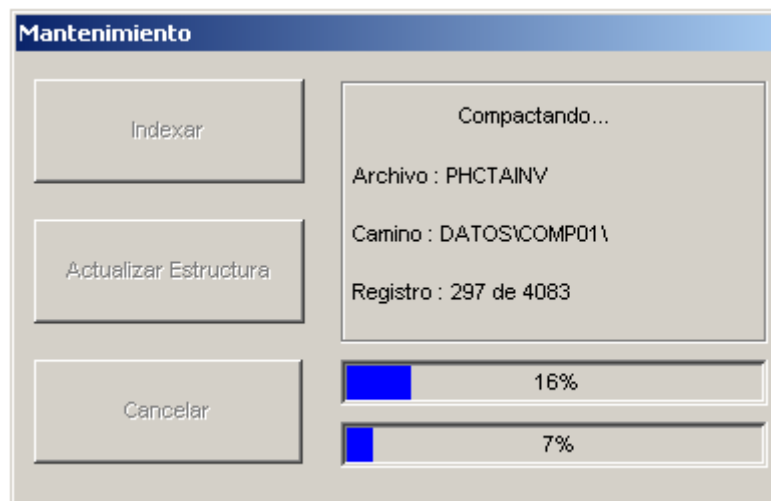 Mantenimiento
Indexar
Actualizar Estructura
Cancelar
Compactando...
Archivo : PHCTAINV
Camino : DATOS\COMP01\
Registro : 297 de 4083
16%
7%